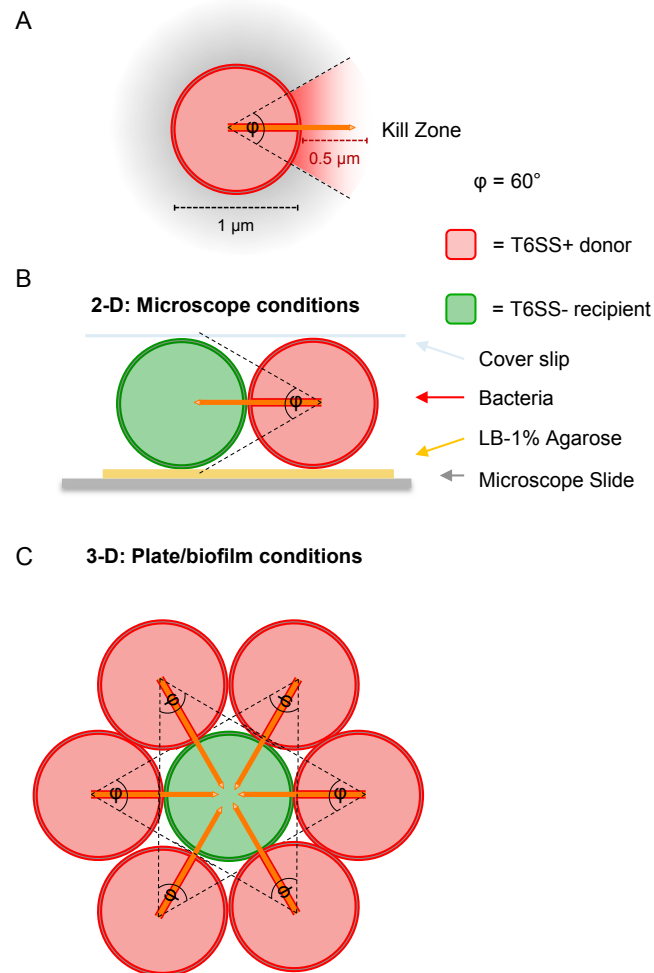 A
φ
Kill Zone
0.5 μm
1 μm
φ = 60°
= T6SS+ donor
= T6SS- recipient
B
2-D: Microscope conditions
φ
Cover slip
Bacteria
LB-1% Agarose
Microscope Slide
C
3-D: Plate/biofilm conditions
φ
φ
φ
φ
φ
φ